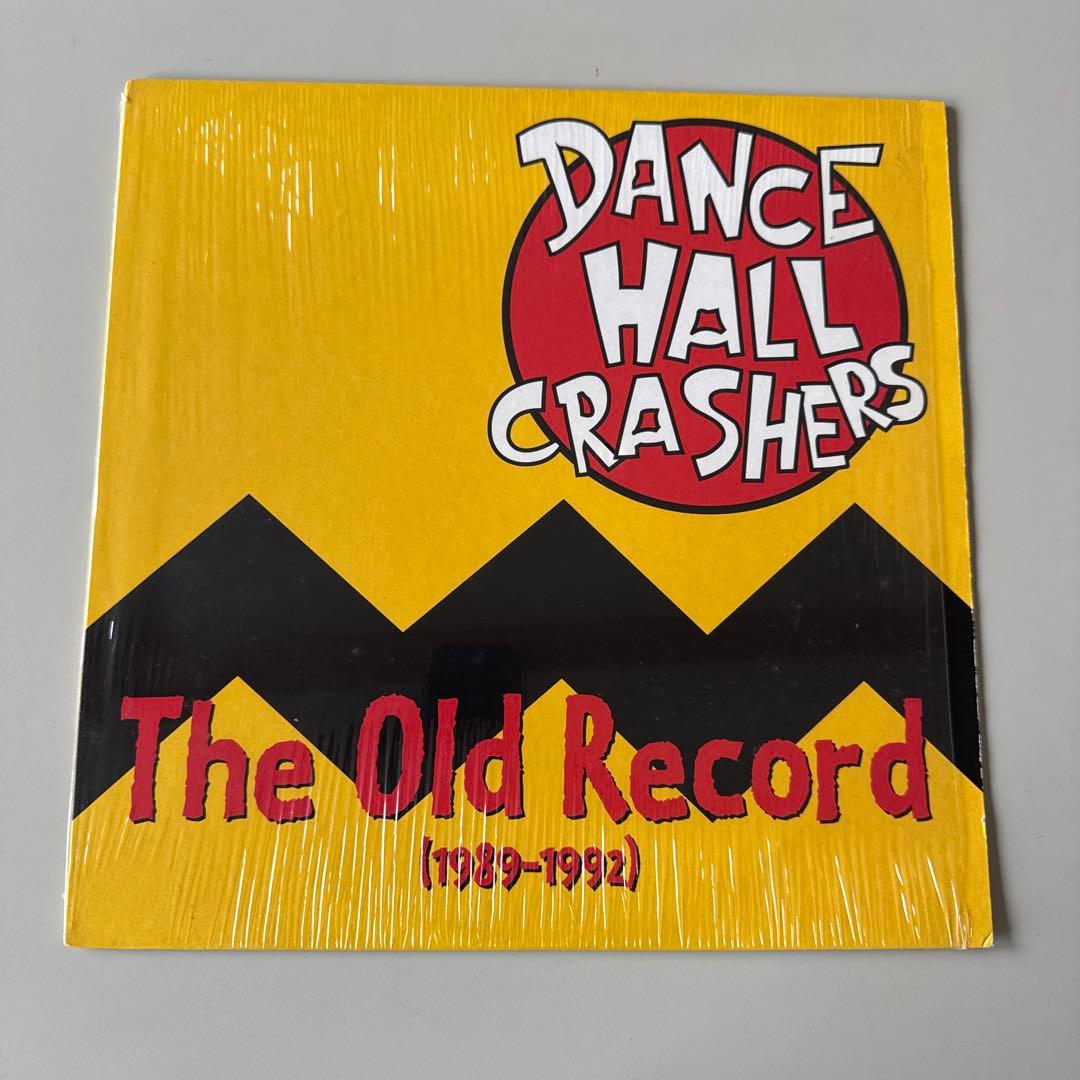 DANCE
HALL
CRASHERS
The Old Record
(1989-1992)